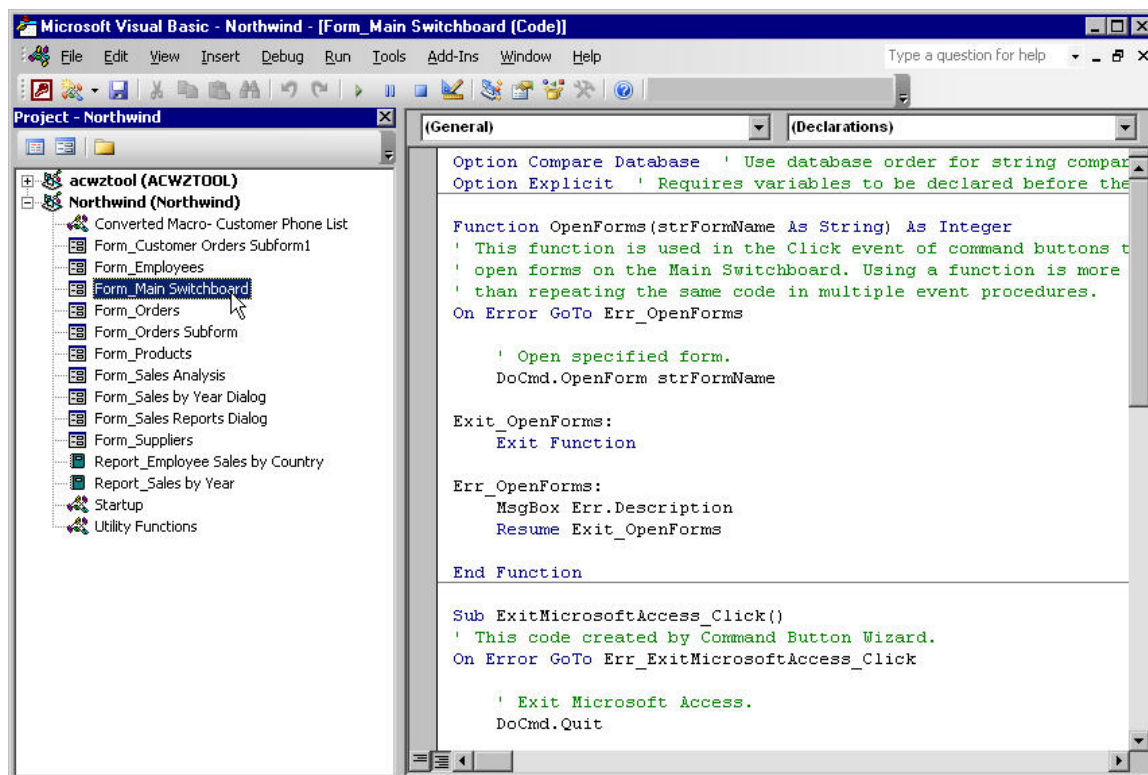 Microsoft Visual Basic - Northwind - [Form_Main Switchboard (Code)]
File Edit View Insert Debug Run Tools Add-Ins Window Help
Type a question for help
Project - Northwind
acwztool (ACWZTOOL)
Northwind (Northwind)
Converted Macro- Customer Phone List
Form_Customer Orders Subform1
Form_Employees
Form_Main Switchboard
Form_Orders
Form_Orders Subform
Form_Products
Form_Sales Analysis
Form_Sales by Year Dialog
Form_Sales Reports Dialog
Form_Suppliers
Report_Employee Sales by Country
Report_Sales by Year
Startup
Utility Functions
(General) (Declarations)
Option Compare Database ' Use database order for string compar
Option Explicit ' Requires variables to be declared before the
Function OpenForms(strFormName As String) As Integer
' This function is used in the Click event of command buttons t
' open forms on the Main Switchboard. Using a function is more
' than repeating the same code in multiple event procedures.
On Error GoTo Err_OpenForms
' Open specified form.
DoCmd.OpenForm strFormName
Exit_OpenForms:
Exit Function
Err_OpenForms:
MsgBox Err.Description
Resume Exit_OpenForms
End Function
Sub ExitMicrosoftAccess_Click()
' This code created by Command Button Wizard.
On Error GoTo Err_ExitMicrosoftAccess_Click
' Exit Microsoft Access.
DoCmd.Quit